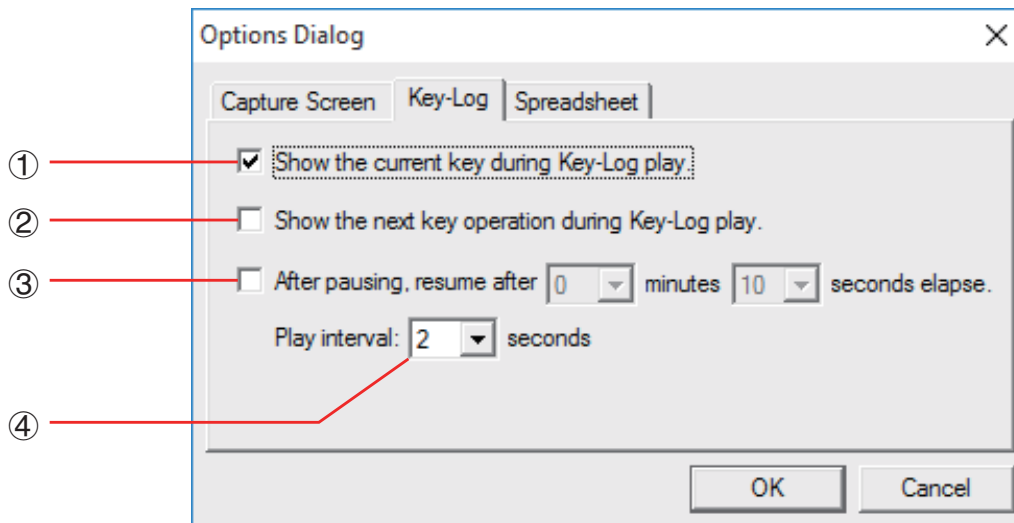 Options Dialog
Capture Screen Key-Log Spreadsheet
① Show the current key during Key-Log play.
② Show the next key operation during Key-Log play.
③ After pausing, resume after 0 minutes 10 seconds elapse.
Play interval: 2 seconds
④
OK Cancel